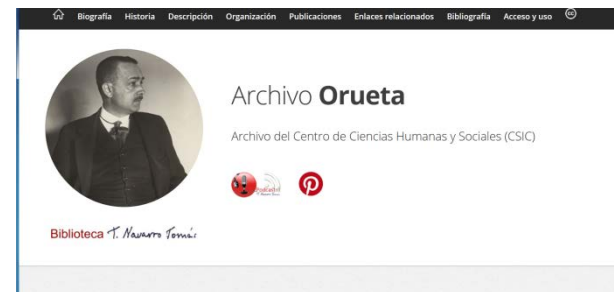 Biografía Historia Descripción Organización Publicaciones Enlaces relacionados Bibliografía Acceso y uso cc
Archivo Orueta
Archivo del Centro de Ciencias Humanas y Sociales (CSIC)
Biblioteca T. Navarro Tomás